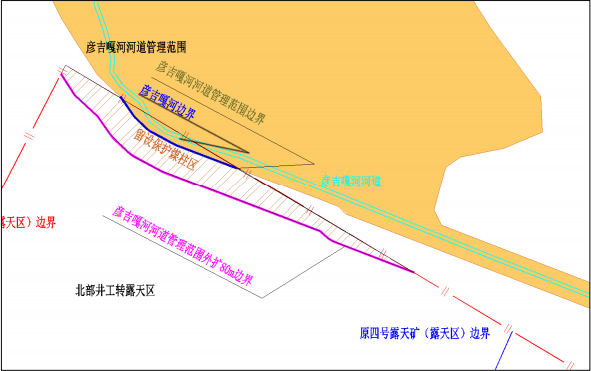 彦吉嘎河河道管理范围
彦吉嘎河河道管理范围边界
彦吉嘎河边界
留设保护煤柱区
彦吉嘎河河道
露天区）边界
彦吉嘎河河道管理范围外扩80m边界
北部井工转露天区
原四号露天矿（露天区）边界